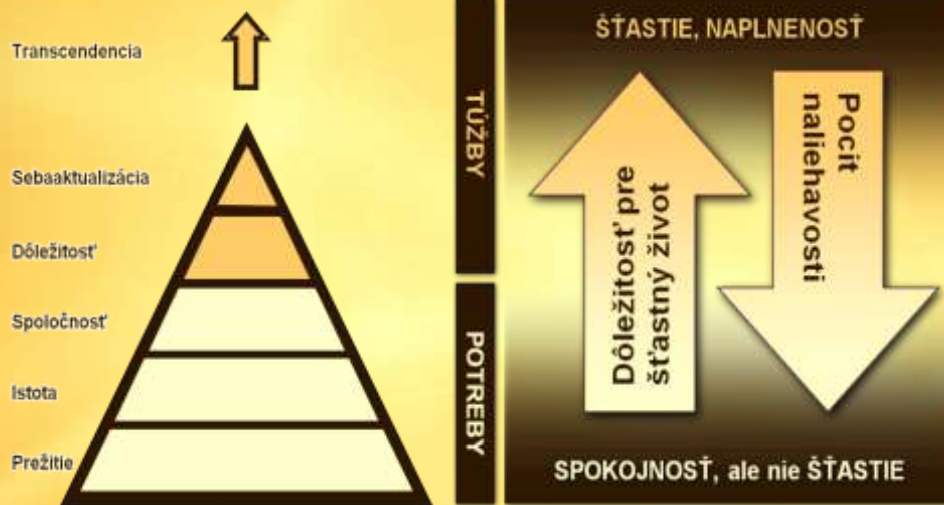 Transcendencia
Sebaaktualizácia
Dôležitosť
Spoločnosť
Istota
Prežitie
TÚŽBY
POTREBY
ŠŤASTIE, NAPLNENOSŤ
Dôležitosť pre
šťastný život
Pocit
naliehavosti
SPOKOJNOSŤ, ale nie ŠŤASTIE